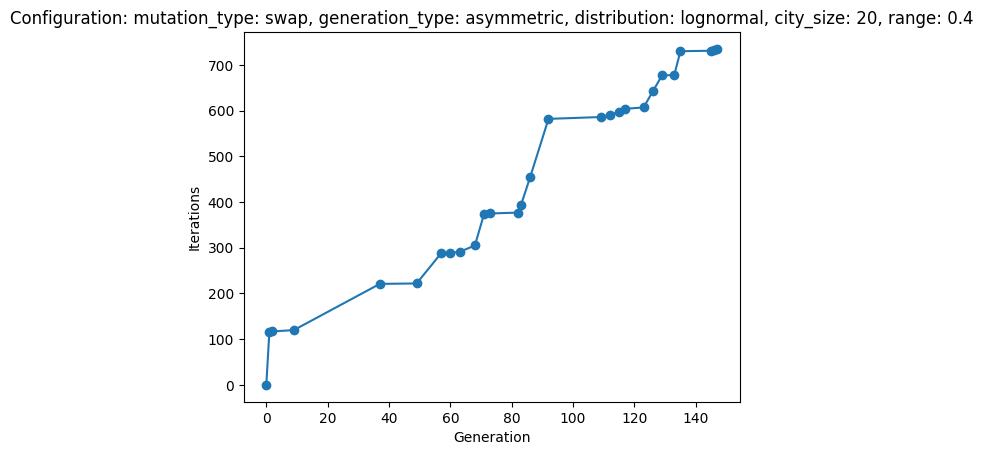 Configuration: mutation_type: swap, generation_type: asymmetric, distribution: lognormal, city_size: 20, range: 0.4
700
600
500
400
300
200
100
0
Iterations
0 20 40 60 80 100 120 140
Generation